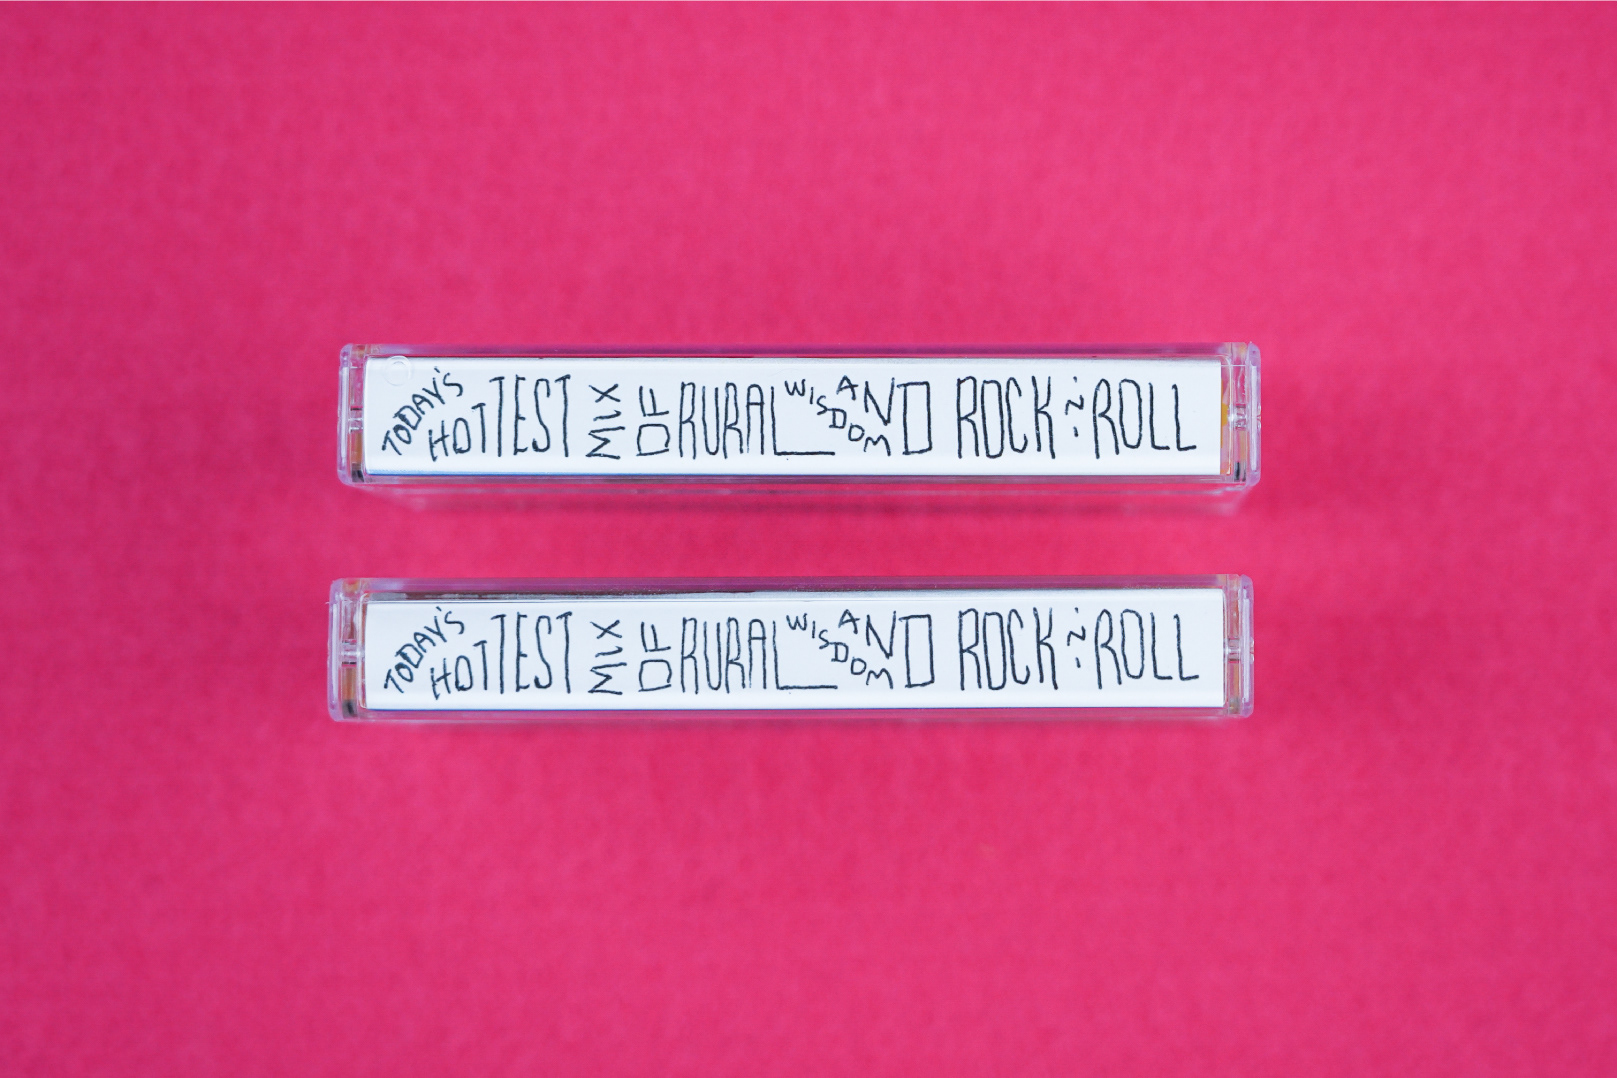 TODAY'S HOTTEST MIX OF RURAL WISDOM AND ROCK 'N' ROLL
TODAY'S HOTTEST MIX OF RURAL WISDOM AND ROCK 'N' ROLL